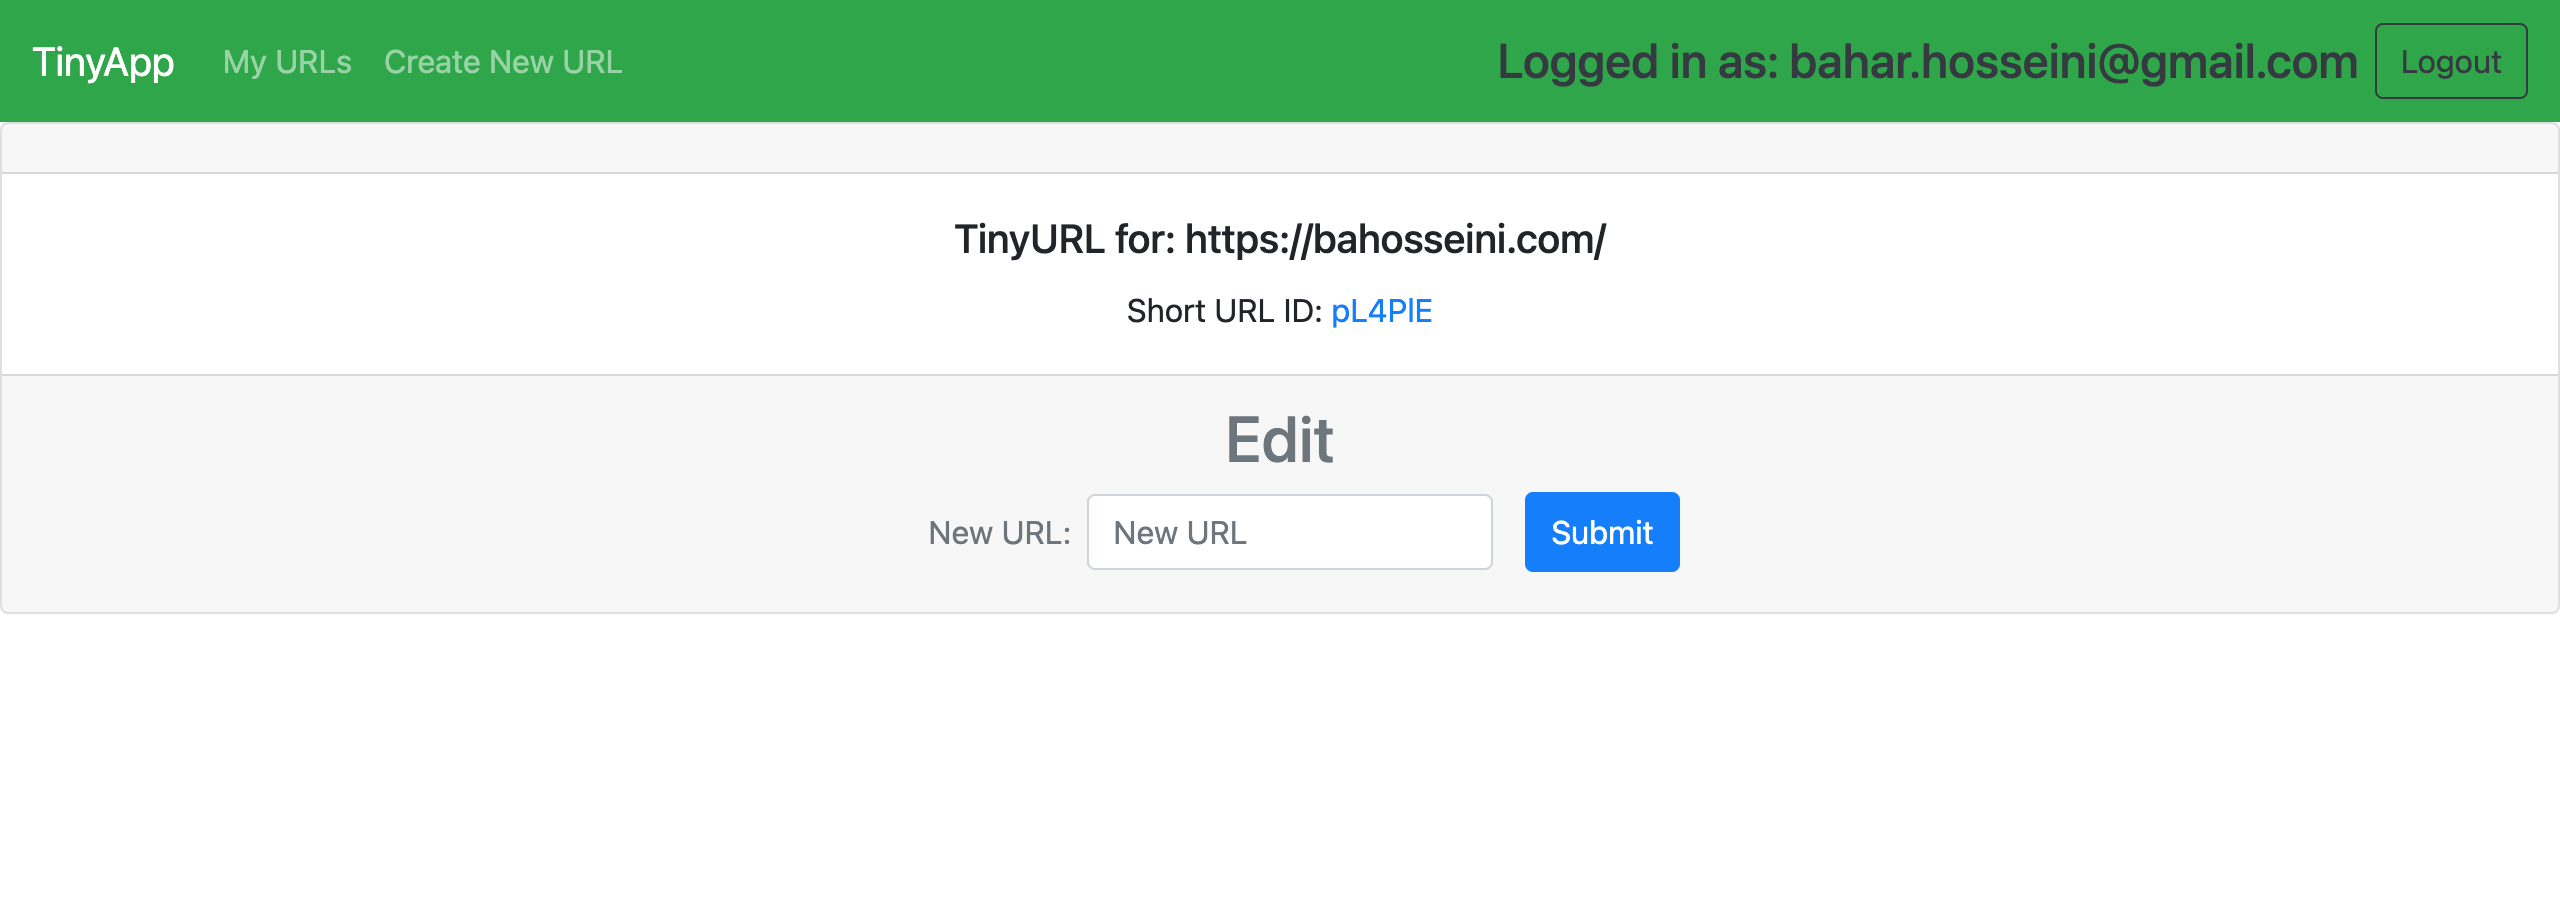 TinyApp My URLs Create New URL Logged in as: bahar.hosseini@gmail.com Logout
TinyURL for: https://bahosseini.com/
Short URL ID: pL4PlE
Edit
New URL: New URL Submit